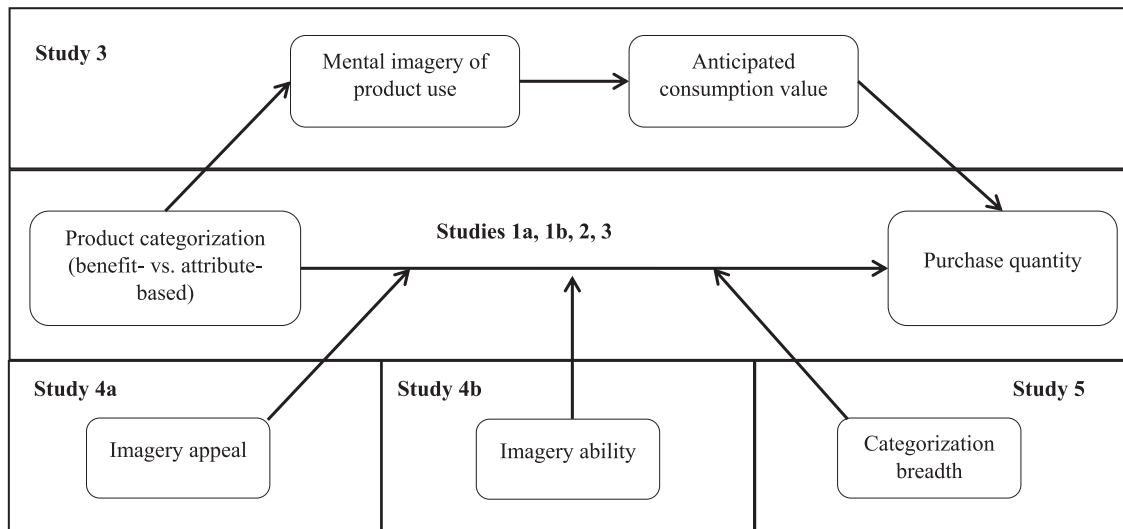 Study 3
Mental imagery of
product use
Anticipated
consumption value
Product categorization
(benefit- vs. attribute-
based)
Studies 1a, 1b, 2, 3
Purchase quantity
Study 4a
Imagery appeal
Study 4b
Imagery ability
Study 5
Categorization
breadth